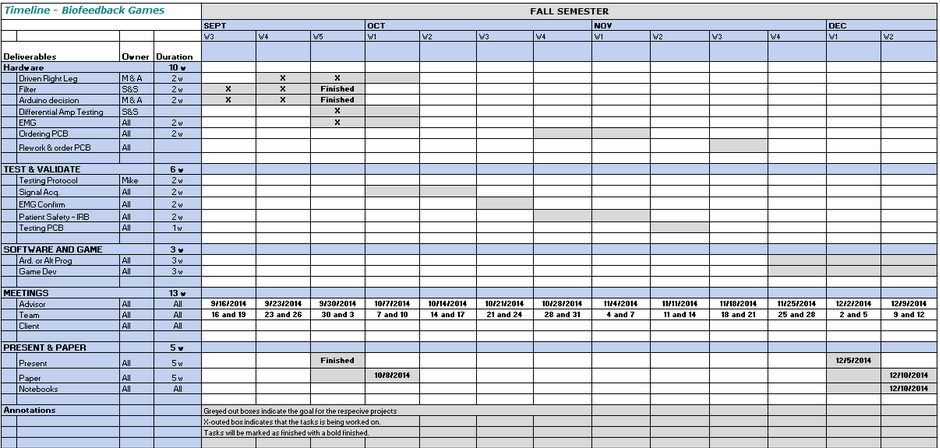 Timeline - Biofeedback Games FALL SEMESTER
SEPT OCT NOV DEC
W3 W4 W5 W1 W2 W3 W4 W1 W2 W3 W4 W1 W2
Deliverables Owner Duration
Hardware 10 w
Driven Right Leg M & A 2 w X X
Filter S&S 2 w X X Finished
Arduino decision M & A 2 w X X Finished
Differential Amp Testing S&S X
EMG All 2 w X
Ordering PCB All 2 w
Rework & order PCB All
TEST & VALIDATE 6 w
Testing Protocol Mike 2 w
Signal Acq. All 2 w
EMG Confirm All 2 w
Patient Safety - IRB All 2 w
Testing PCB All 1 w
SOFTWARE AND GAME 3 w
Ard. or Alt Prog All 3 w
Game Dev All 3 w
MEETINGS 13 w
Advisor All All 9/16/2014 9/23/2014 9/30/2014 10/7/2014 10/14/2014 10/21/2014 10/28/2014 11/4/2014 11/11/2014 11/18/2014 11/25/2014 12/2/2014 12/9/2014
Team All All 16 and 19 23 and 26 30 and 3 7 and 10 14 and 17 21 and 24 28 and 31 4 and 7 11 and 14 18 and 21 25 and 28 2 and 5 9 and 12
Client All All
PRESENT & PAPER 5 w
Present All 5 w Finished 12/5/2014
Paper All 5 w 10/8/2014 12/10/2014
Notebooks All All 12/10/2014
Annotations Greyed out boxes indicate the goal for the respecive projects
X-outed box indicates that the tasks is being worked on.
Tasks will be marked as finished with a bold finished.